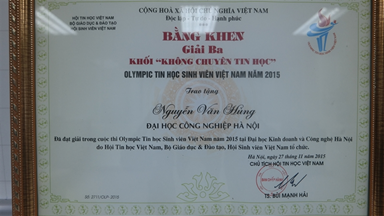 CỘNG HOÀ XÃ HỘI CHỦ NGHĨA VIỆT NAM
Độc lập - Tự do - Hạnh phúc
HỘI TIN HỌC VIỆT NAM
BỘ GIÁO DỤC & ĐÀO TẠO
HỘI SINH VIÊN VIỆT NAM
BẰNG KHEN
Giải Ba
KHỐI “KHÔNG CHUYÊN TIN HỌC”
OLYMPIC TIN HỌC SINH VIÊN VIỆT NAM NĂM 2015
Trao tặng
Nguyễn Văn Hùng
ĐẠI HỌC CÔNG NGHIỆP HÀ NỘI
Đã đạt giải trong cuộc thi Olympic Tin học Sinh viên Việt Nam năm 2015 tại Đại học Kinh doanh và Công nghệ Hà Nội
do Hội Tin học Việt Nam, Bộ Giáo dục & Đào tạo, Hội Sinh viên Việt Nam tổ chức.
Hà Nội, ngày 27 tháng 11 năm 2015
CHỦ TỊCH HỘI TIN HỌC VIỆT NAM
TS. BÙI MẠNH HẢI